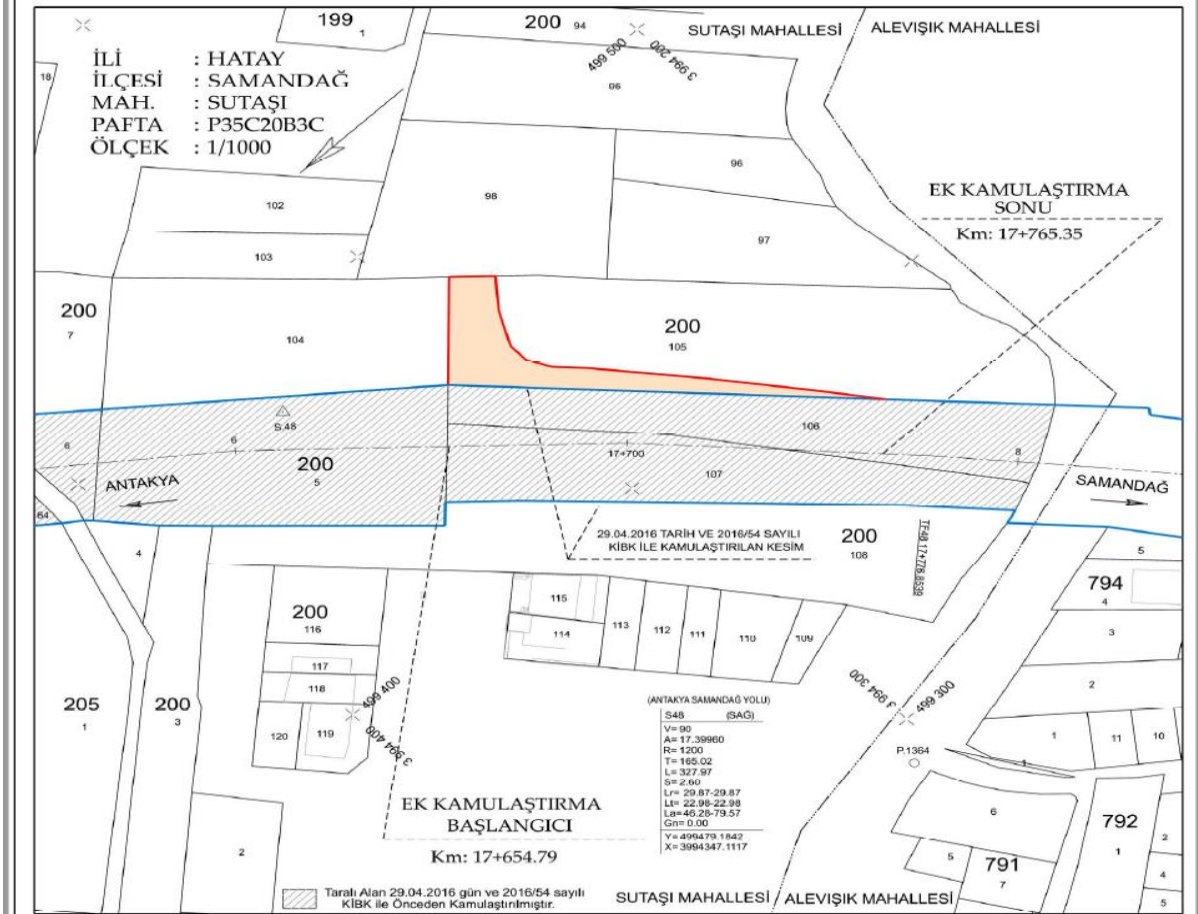 199
1
200 94
SUTAŞI MAHALLESİ
ALEVIŞIK MAHALLESİ
499 500
3 994 200
18
İLİ : HATAY
İLÇESİ : SAMANDAĞ
MAH. : SUTAŞI
PAFTA : P35C20B3C
ÖLÇEK : 1/1000
96
102
98
103
97
EK KAMULAŞTIRMA
SONU
Km: 17+765.35
200
7
104
200
105
S.48
106
6
6
200
5
17+700
107
8
ANTAKYA
SAMANDAĞ
64
4
29.04.2016 TARİH VE 2016/54 SAYILI
KİBK İLE KAMULAŞTIRILAN KESİM
200
108
5
794
4
3
2
200
116
117
118
120
119
115
114
113
112
111
110
109
205
1
200
3
499 400
3 994 400
3 994 300
499 300
(ANTAKYA SAMANDAĞ YOLU)
S48 (SAĞ)
V= 90
A= 17.39960
R= 1200
T= 165.02
L= 327.97
S= 2.60
Lr= 29.87-29.87
Lt= 22.98-22.98
La=46.28-79.57
Gn= 0.00
Y= 499479.1842
X= 3994347.1117
P.1364
1
11
10
1
EK KAMULAŞTIRMA
BAŞLANGICI
Km: 17+654.79
2
6
5
791
7
792
1
2
4
5
Taralı Alan 29.04.2016 gün ve 2016/54 sayılı
KİBK ile Önceden Kamulaştırılmıştır.
SUTAŞI MAHALLESİ
ALEVIŞIK MAHALLESİ